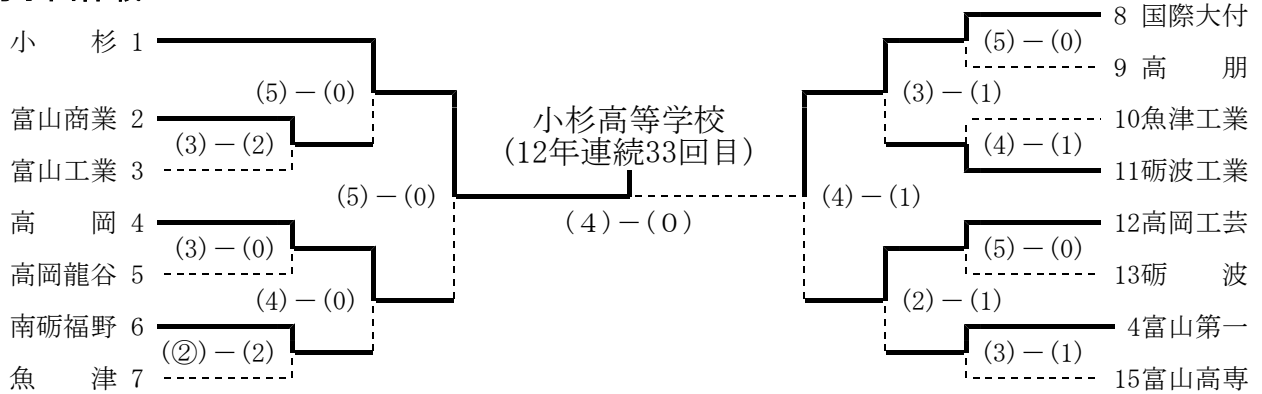 小　　杉 1
(5)－(0)
富山商業 2
(3)－(2)
富山工業 3
(5)－(0)
高　　岡 4
(3)－(0)
高岡龍谷 5
(4)－(0)
南砺福野 6
(②)－(2)
魚　　津 7
小杉高等学校
(12年連続33回目)
(４)－(０)
8 国際大付
(5)－(0)
9 高　　朋
(3)－(1)
10魚津工業
(4)－(1)
11砺波工業
(4)－(1)
12高岡工芸
(5)－(0)
13砺　　波
(2)－(1)
4富山第一
(3)－(1)
15富山高専